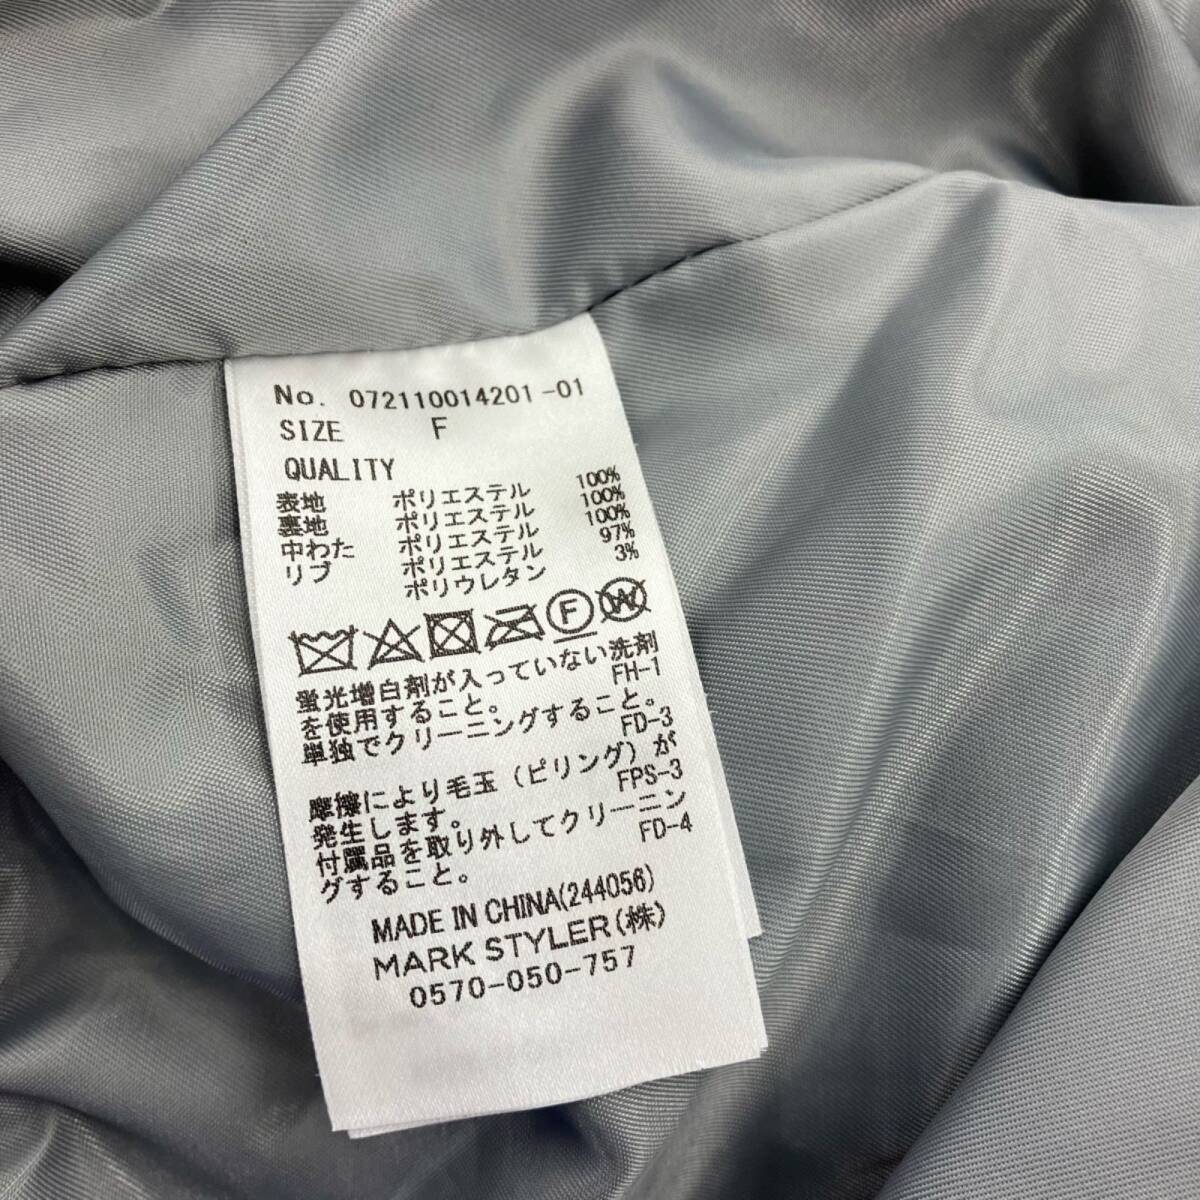 No. 072110014201-01
SIZE F
QUALITY
表地 ポリエステル 100%
裏地 ポリエステル 100%
中わた ポリエステル 100%
リブ ポリエステル 97%
ポリウレタン 3%
F W
蛍光増白剤が入っていない洗剤
を使用すること。 FH-1
単独でクリーニングすること。
FD-3
摩擦により毛玉（ピリング）が
発生します。 FPS-3
付属品を取り外してクリーニン
グすること。 FD-4
MADE IN CHINA(244056)
MARK STYLER(株)
0570-050-757